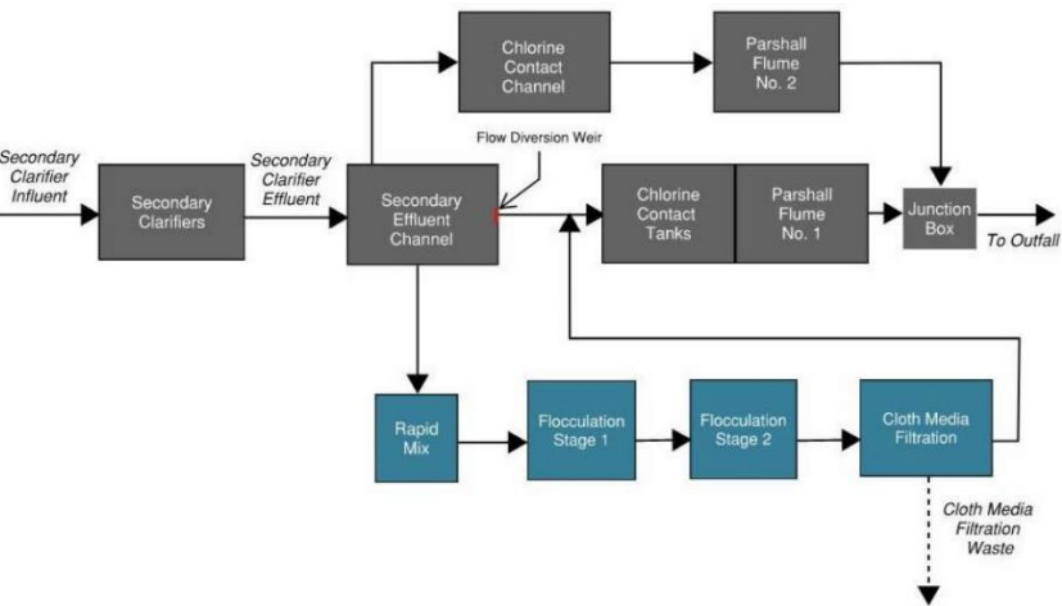 Chlorine
Contact
Channel
Parshall
Flume
No. 2
Flow Diversion Weir
Secondary
Clarifier
Influent
Secondary
Clarifiers
Secondary
Clarifier
Effluent
Secondary
Effluent
Channel
Chlorine
Contact
Tanks
Parshall
Flume
No. 1
Junction
Box
To Outfall
Rapid
Mix
Flocculation
Stage 1
Flocculation
Stage 2
Cloth Media
Filtration
Cloth Media
Filtration
Waste